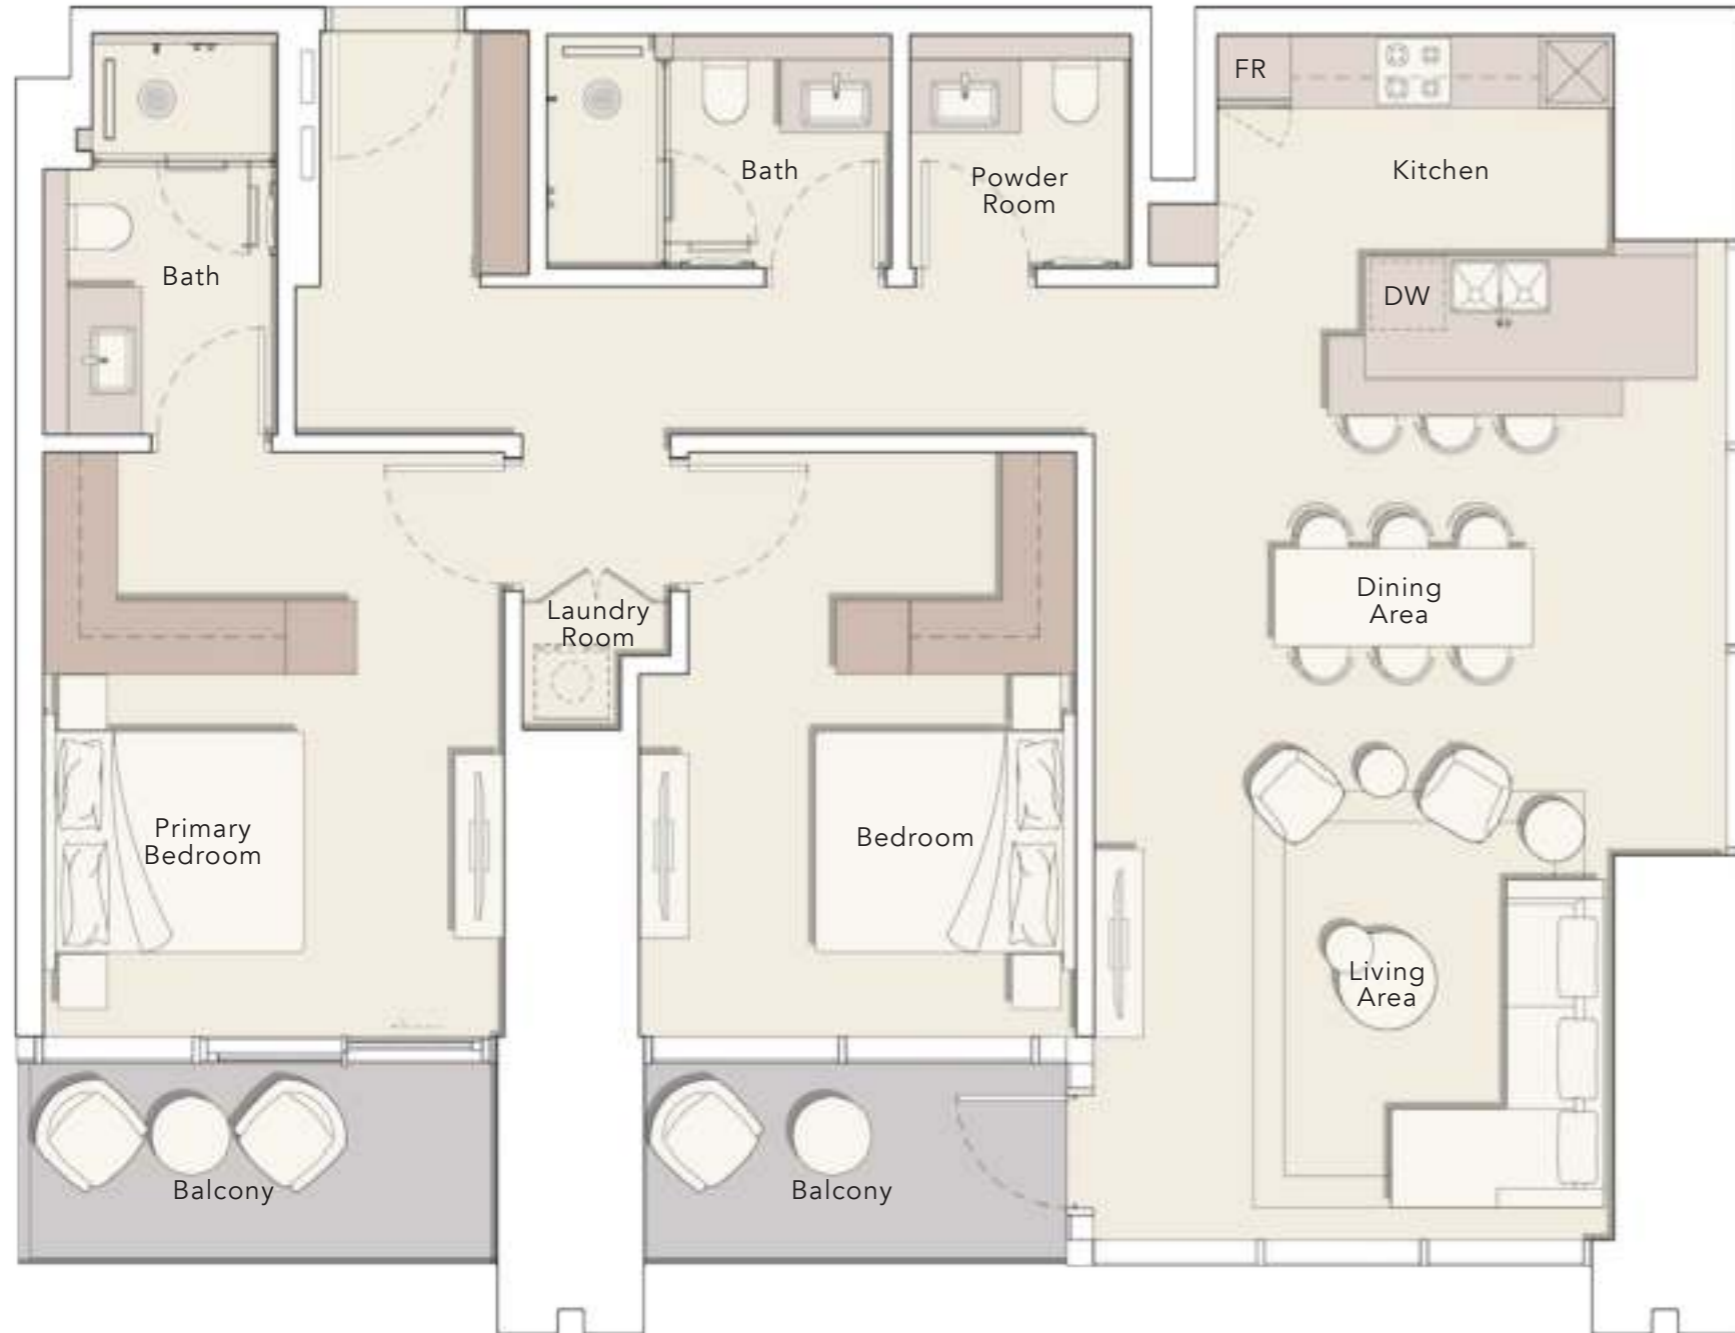 FR
Kitchen
Bath
Powder
Room
Bath
DW
Laundry
Room
Dining
Area
Primary
Bedroom
Bedroom
Living
Area
Balcony
Balcony